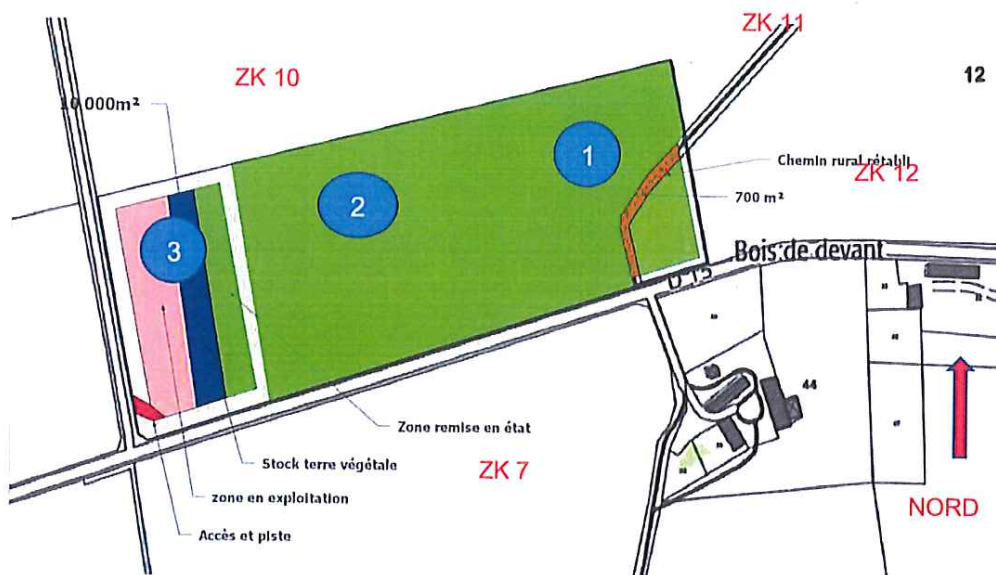 ZK 11
ZK 10
12
10 000m²
1
Chemin rural rétabli
ZK 12
2
700 m²
3
Bois de devant
D 15
44
Zone remise en état
Stock terre végétale
ZK 7
zone en exploitation
NORD
Accès et piste